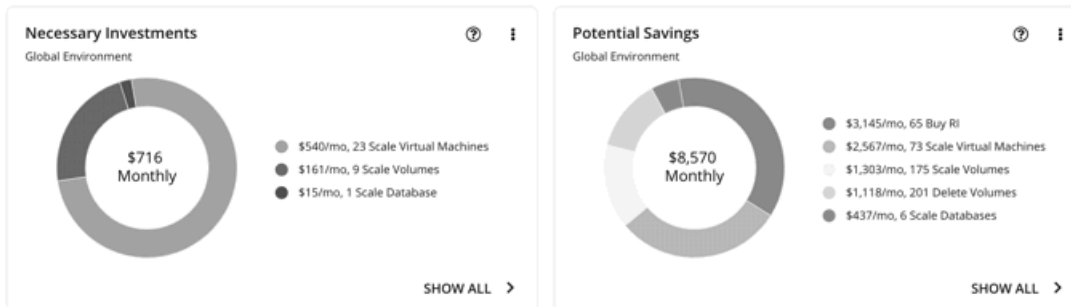 Necessary Investments
Global Environment
$716
Monthly
$540/mo, 23 Scale Virtual Machines
$161/mo, 9 Scale Volumes
$15/mo, 1 Scale Database
SHOW ALL
Potential Savings
Global Environment
$8,570
Monthly
$3,145/mo, 65 Buy RI
$2,567/mo, 73 Scale Virtual Machines
$1,303/mo, 175 Scale Volumes
$1,118/mo, 201 Delete Volumes
$437/mo, 6 Scale Databases
SHOW ALL